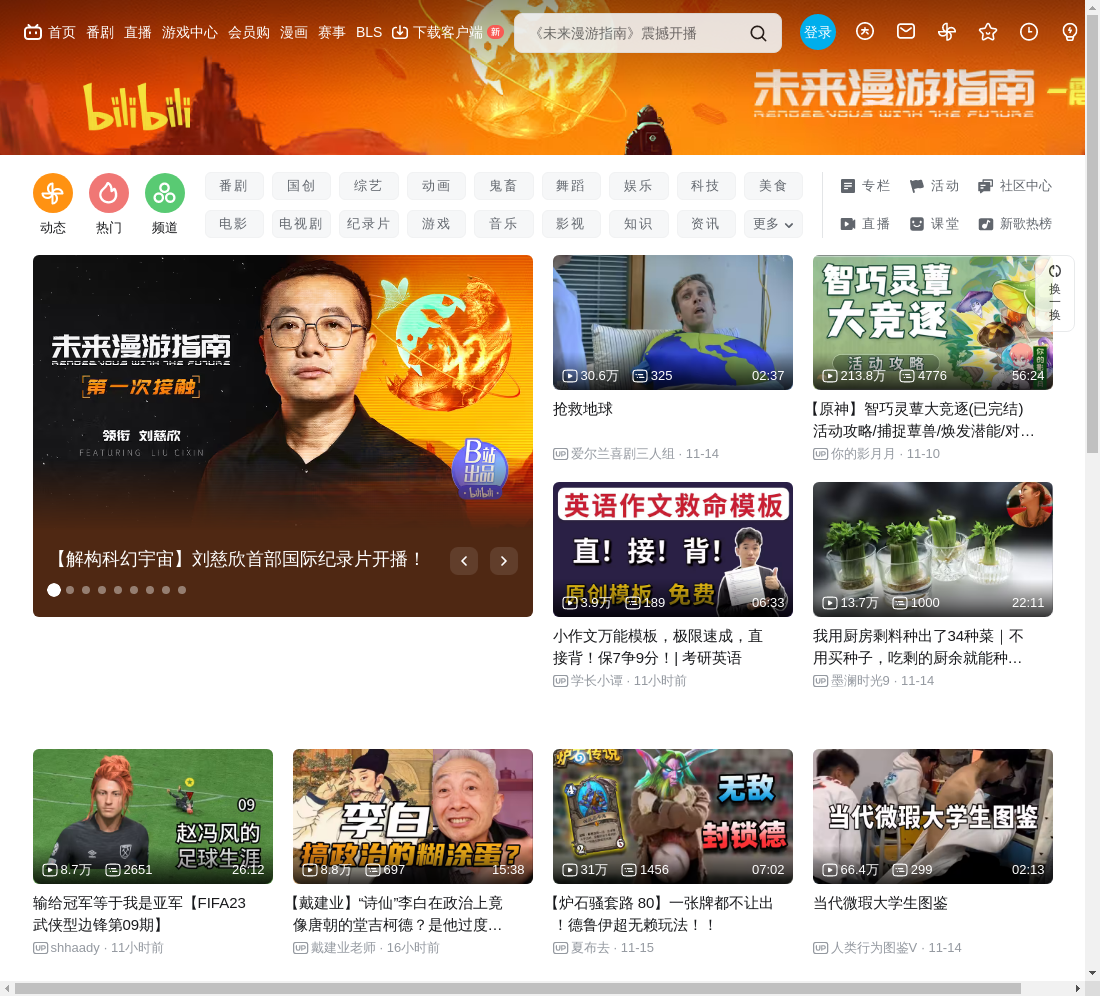 首页 番剧 直播 游戏中心 会员购 漫画 赛事 BLS 下载客户端 新 《未来漫游指南》震撼开播 登录
bilibili
未来漫游指南
RENDEZVOUS WITH THE FUTURE
一震
动态 热门 频道
番剧 国创 综艺 动画 鬼畜 舞蹈 娱乐 科技 美食
电影 电视剧 纪录片 游戏 音乐 影视 知识 资讯 更多
专栏 活动 社区中心
直播 课堂 新歌热榜
换一换
未来漫游指南
RENDEZVOUS WITH THE FUTURE
第一次接触
领衔 刘慈欣
FEATURING LIU CIXIN
B站
出品
bilibili
【解构科幻宇宙】刘慈欣首部国际纪录片开播！
30.6万 325 02:37
抢救地球
UP 爱尔兰喜剧三人组 · 11-14
智巧灵蕈
大竞逐
活动攻略
你的影
213.8万 4776 56:24
【原神】智巧灵蕈大竞逐(已完结)
活动攻略/捕捉蕈兽/焕发潜能/对…
UP 你的影月月 · 11-10
英语作文救命模板
直！接！背！
原创模板 免费
3.9万 189 06:33
小作文万能模板，极限速成，直
接背！保7争9分！| 考研英语
UP 学长小谭 · 11小时前
13.7万 1000 22:11
我用厨房剩料种出了34种菜｜不
用买种子，吃剩的厨余就能种…
UP 墨澜时光9 · 11-14
09
赵冯风的
足球生涯
8.7万 2651 26:12
输给冠军等于我是亚军【FIFA23
武侠型边锋第09期】
UP shhaady · 11小时前
李白
搞政治的糊涂蛋?
8.8万 697 15:38
【戴建业】“诗仙”李白在政治上竟
像唐朝的堂吉柯德？是他过度…
UP 戴建业老师 · 16小时前
炉石传说
4
2
6
无敌
封锁德
31万 1456 07:02
【炉石骚套路 80】一张牌都不让出
！德鲁伊超无赖玩法！！
UP 夏布去 · 11-15
当代微瑕大学生图鉴
66.4万 299 02:13
当代微瑕大学生图鉴
UP 人类行为图鉴V · 11-14